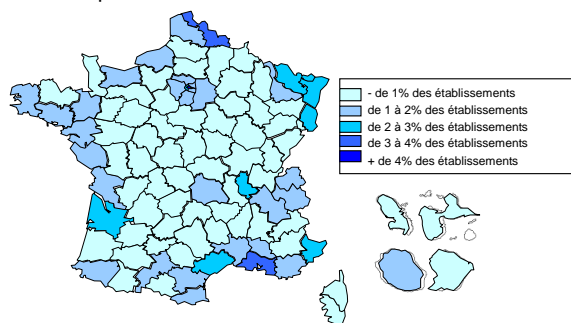 - de 1% des établissements
de 1 à 2% des établissements
de 2 à 3% des établissements
de 3 à 4% des établissements
+ de 4% des établissements